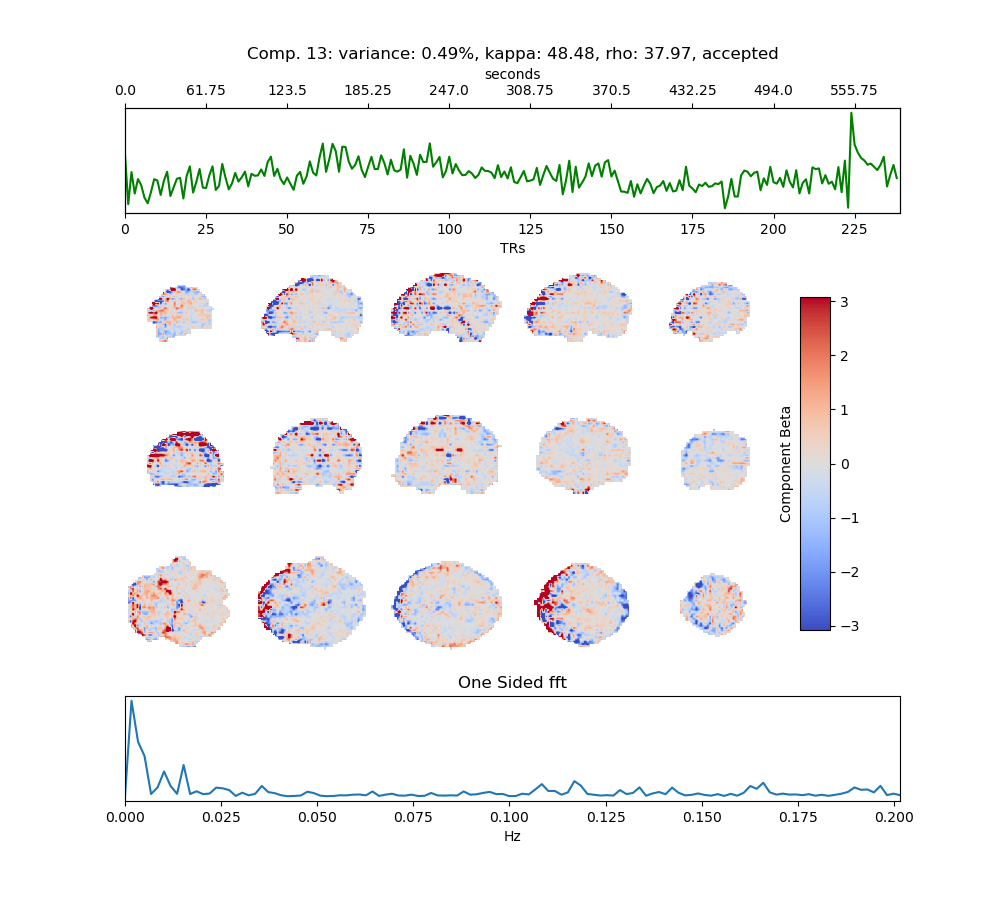 Comp. 13: variance: 0.49%, kappa: 48.48, rho: 37.97, accepted
seconds
0.0 61.75 123.5 185.25 247.0 308.75 370.5 432.25 494.0 555.75
0 25 50 75 100 125 150 175 200 225
TRs
3
2
1
0
−1
−2
−3
Component Beta
One Sided fft
0.000 0.025 0.050 0.075 0.100 0.125 0.150 0.175 0.200
Hz